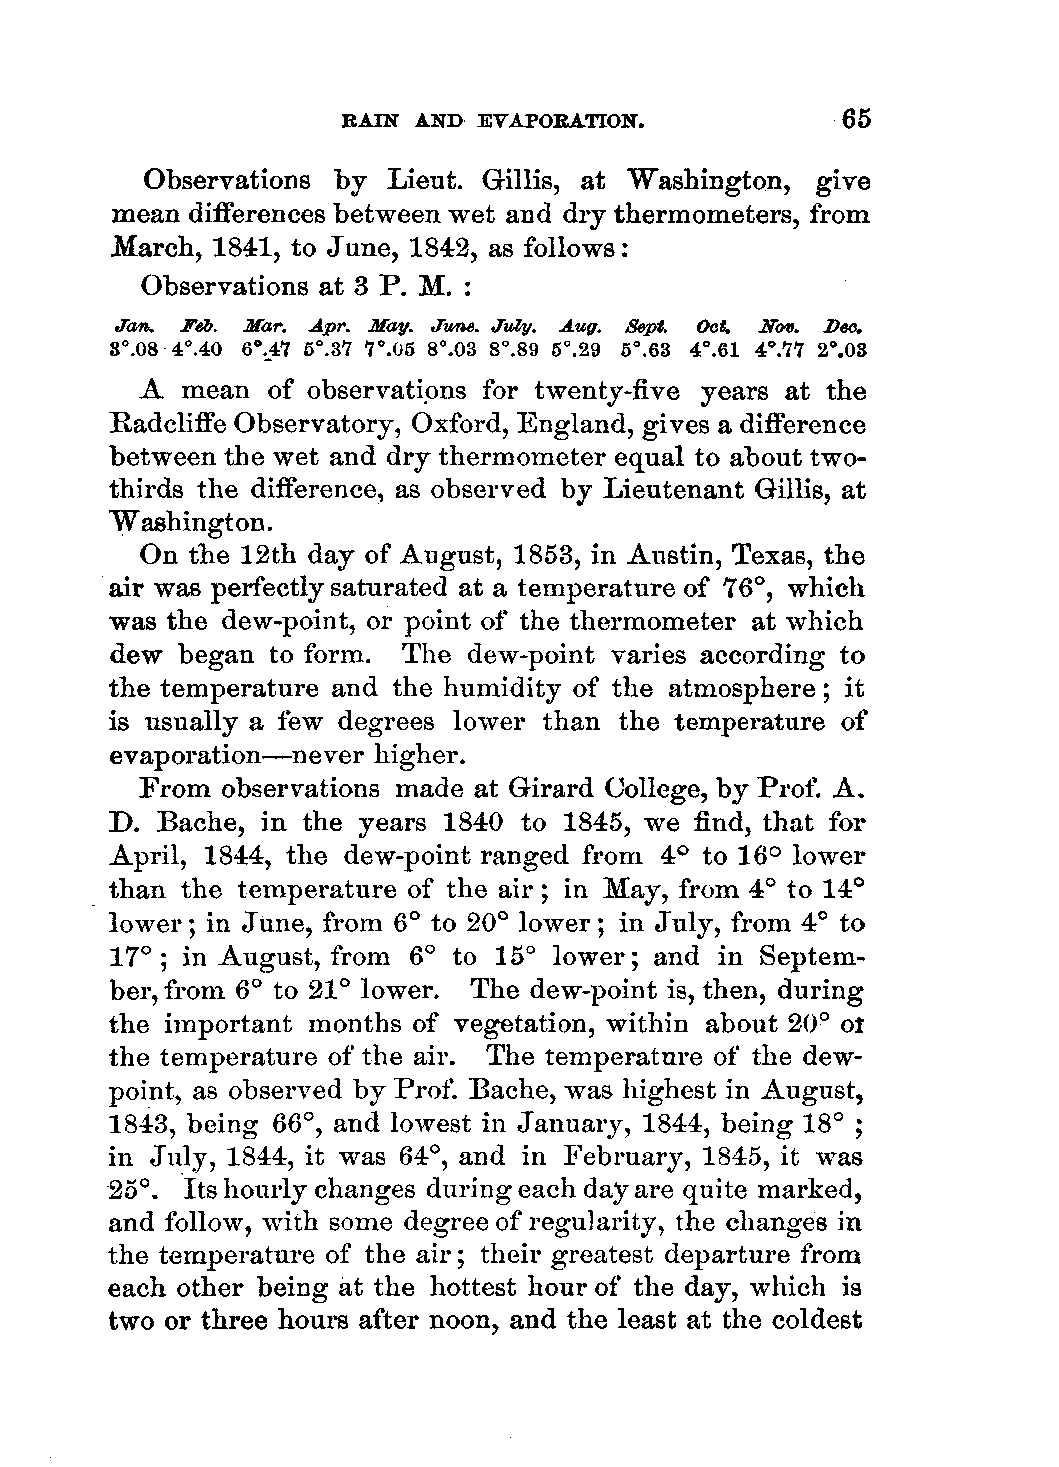 RAIN AND EVAPORATION. 65
Observations by Lieut. Gillis, at Washington, give
mean differences between wet and dry thermometers, from
March, 1841, to June, 1842, as follows:
Observations at 3 P. M. :
Jan. Feb. Mar. Apr. May. June. July. Aug. Sept. Oct. Nov. Dec.
3°.08 4°.40 6°.47 5°.37 7°.05 8°.03 8°.89 5°.29 5°.63 4°.61 4°.77 2°.03
A mean of observations for twenty-five years at the
Radcliffe Observatory, Oxford, England, gives a difference
between the wet and dry thermometer equal to about two-
thirds the difference, as observed by Lieutenant Gillis, at
Washington.
On the 12th day of August, 1853, in Austin, Texas, the
air was perfectly saturated at a temperature of 76°, which
was the dew-point, or point of the thermometer at which
dew began to form. The dew-point varies according to
the temperature and the humidity of the atmosphere; it
is usually a few degrees lower than the temperature of
evaporation—never higher.
From observations made at Girard College, by Prof. A.
D. Bache, in the years 1840 to 1845, we find, that for
April, 1844, the dew-point ranged from 4° to 16° lower
than the temperature of the air; in May, from 4° to 14°
lower; in June, from 6° to 20° lower; in July, from 4° to
17°; in August, from 6° to 15° lower; and in Septem-
ber, from 6° to 21° lower. The dew-point is, then, during
the important months of vegetation, within about 20° of
the temperature of the air. The temperature of the dew-
point, as observed by Prof. Bache, was highest in August,
1843, being 66°, and lowest in January, 1844, being 18° ;
in July, 1844, it was 64°, and in February, 1845, it was
25°. Its hourly changes during each day are quite marked,
and follow, with some degree of regularity, the changes in
the temperature of the air; their greatest departure from
each other being at the hottest hour of the day, which is
two or three hours after noon, and the least at the coldest